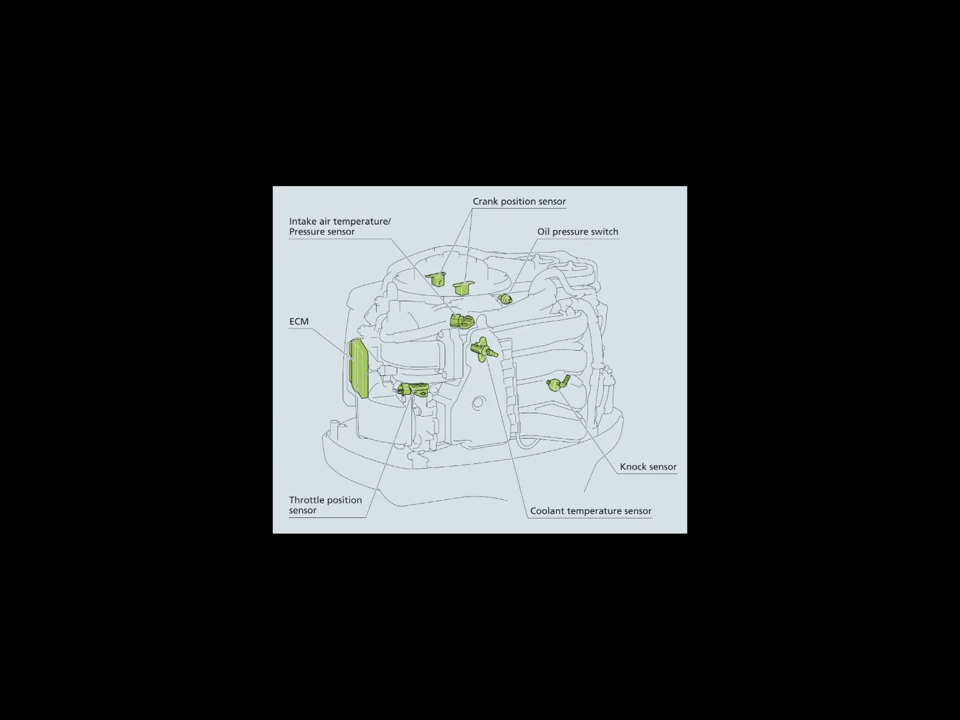 Crank position sensor
Intake air temperature/
Pressure sensor
Oil pressure switch
ECM
Knock sensor
Throttle position
sensor
Coolant temperature sensor